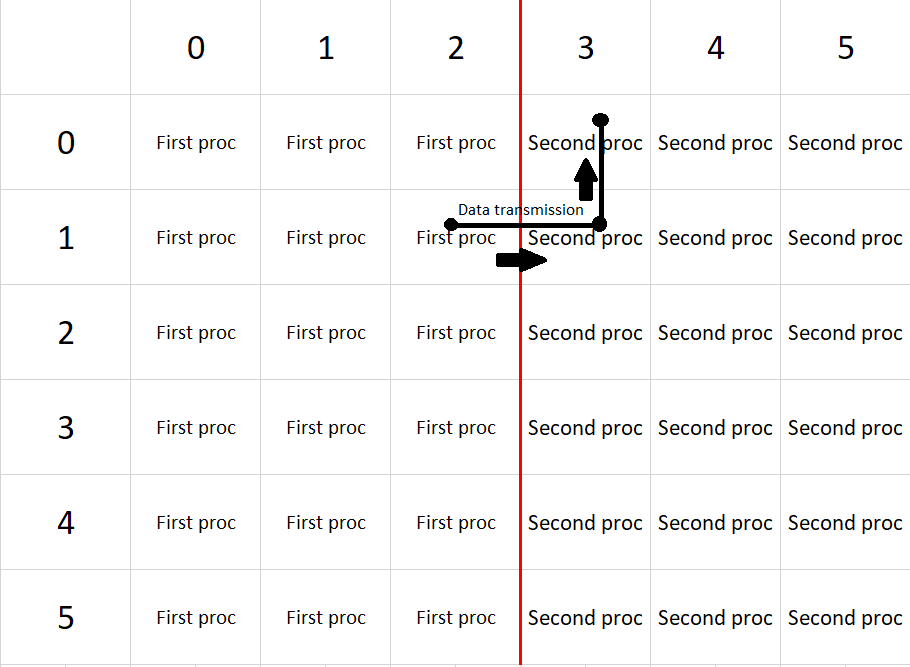 0 1 2 3 4 5
0 First proc First proc First proc Second proc Second proc Second proc
Data transmission
1 First proc First proc First proc Second proc Second proc Second proc
2 First proc First proc First proc Second proc Second proc Second proc
3 First proc First proc First proc Second proc Second proc Second proc
4 First proc First proc First proc Second proc Second proc Second proc
5 First proc First proc First proc Second proc Second proc Second proc